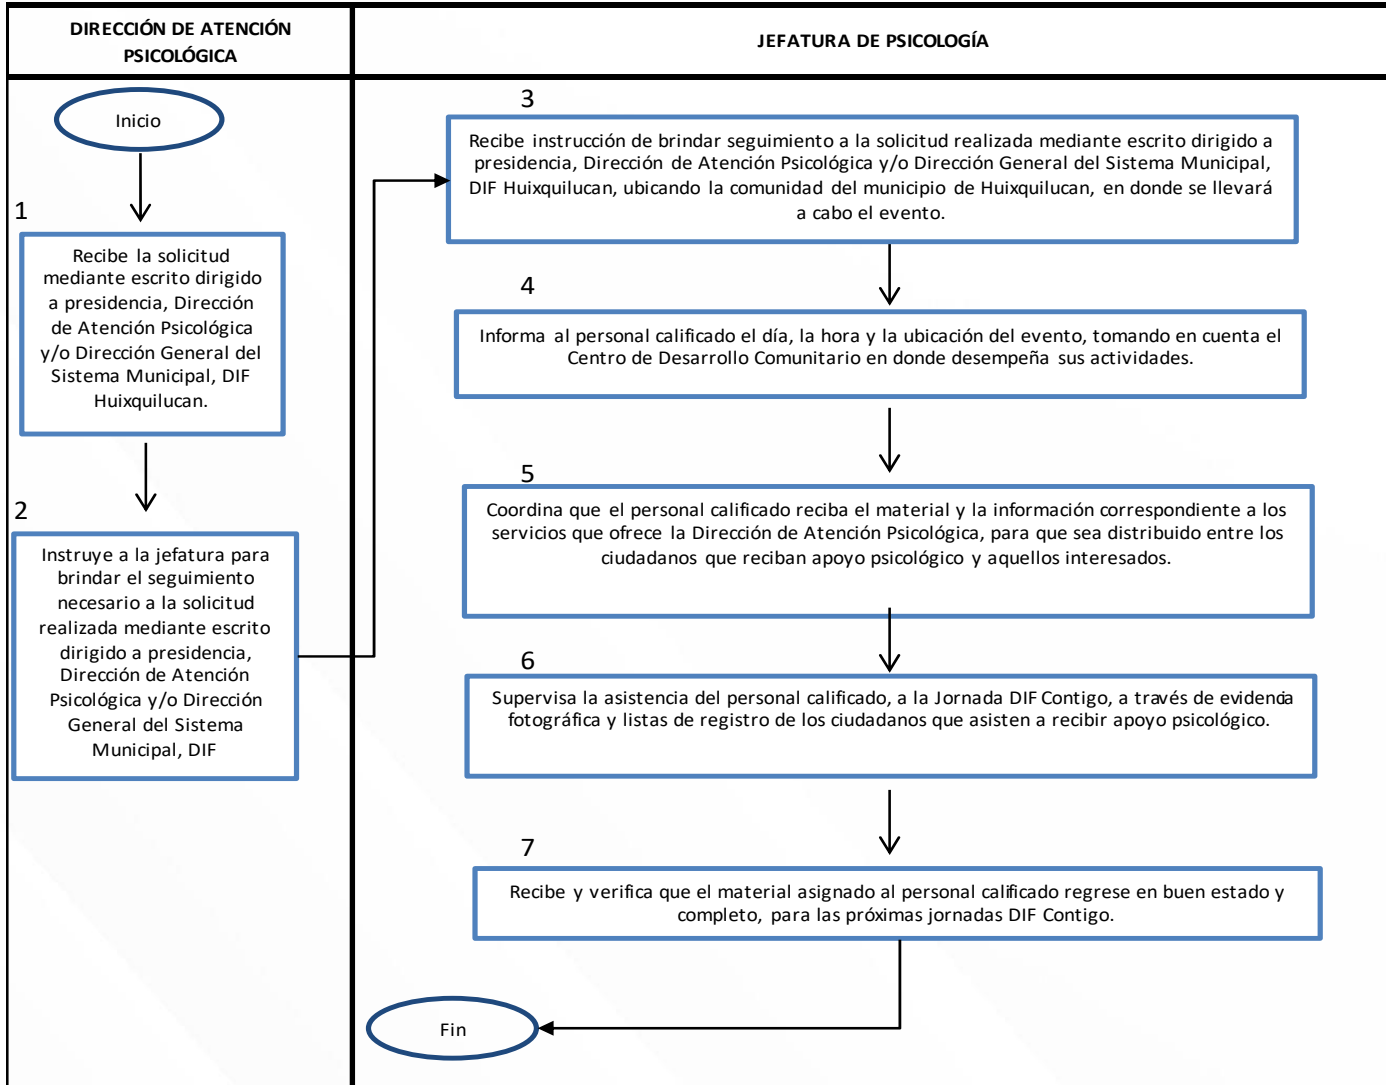 DIRECCIÓN DE ATENCIÓN
PSICOLÓGICA
JEFATURA DE PSICOLOGÍA
Inicio
1
Recibe la solicitud
mediante escrito dirigido
a presidencia, Dirección
de Atención Psicológica
y/o Dirección General del
Sistema Municipal, DIF
Huixquilucan.
2
Instruye a la jefatura para
brindar el seguimiento
necesario a la solicitud
realizada mediante escrito
dirigido a presidencia,
Dirección de Atención
Psicológica y/o Dirección
General del Sistema
Municipal, DIF
3
Recibe instrucción de brindar seguimiento a la solicitud realizada mediante escrito dirigido a
presidencia, Dirección de Atención Psicológica y/o Dirección General del Sistema Municipal,
DIF Huixquilucan, ubicando la comunidad del municipio de Huixquilucan, en donde se llevará
a cabo el evento.
4
Informa al personal calificado el día, la hora y la ubicación del evento, tomando en cuenta el
Centro de Desarrollo Comunitario en donde desempeña sus actividades.
5
Coordina que el personal calificado reciba el material y la información correspondiente a los
servicios que ofrece la Dirección de Atención Psicológica, para que sea distribuido entre los
ciudadanos que reciban apoyo psicológico y aquellos interesados.
6
Supervisa la asistencia del personal calificado, a la Jornada DIF Contigo, a través de evidencia
fotográfica y listas de registro de los ciudadanos que asisten a recibir apoyo psicológico.
7
Recibe y verifica que el material asignado al personal calificado regrese en buen estado y
completo, para las próximas jornadas DIF Contigo.
Fin